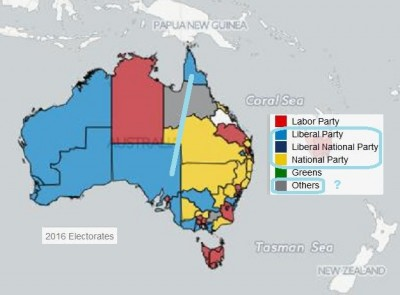 PAPUA NEW GUINEA
Coral Sea
AUSTRALIA
Labor Party
Liberal Party
Liberal National Party
National Party
Greens
Others ?
2016 Electorates
Tasman Sea
NEW ZEALAND